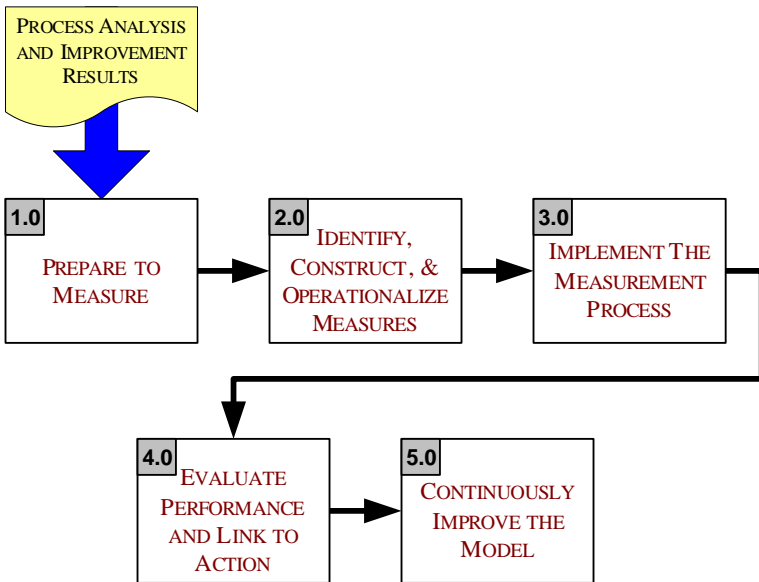 PROCESS ANALYSIS
AND IMPROVEMENT
RESULTS
1.0
PREPARE TO
MEASURE
2.0
IDENTIFY,
CONSTRUCT, &
OPERATIONALIZE
MEASURES
3.0
IMPLEMENT THE
MEASUREMENT
PROCESS
4.0
EVALUATE
PERFORMANCE
AND LINK TO
ACTION
5.0
CONTINUOUSLY
IMPROVE THE
MODEL